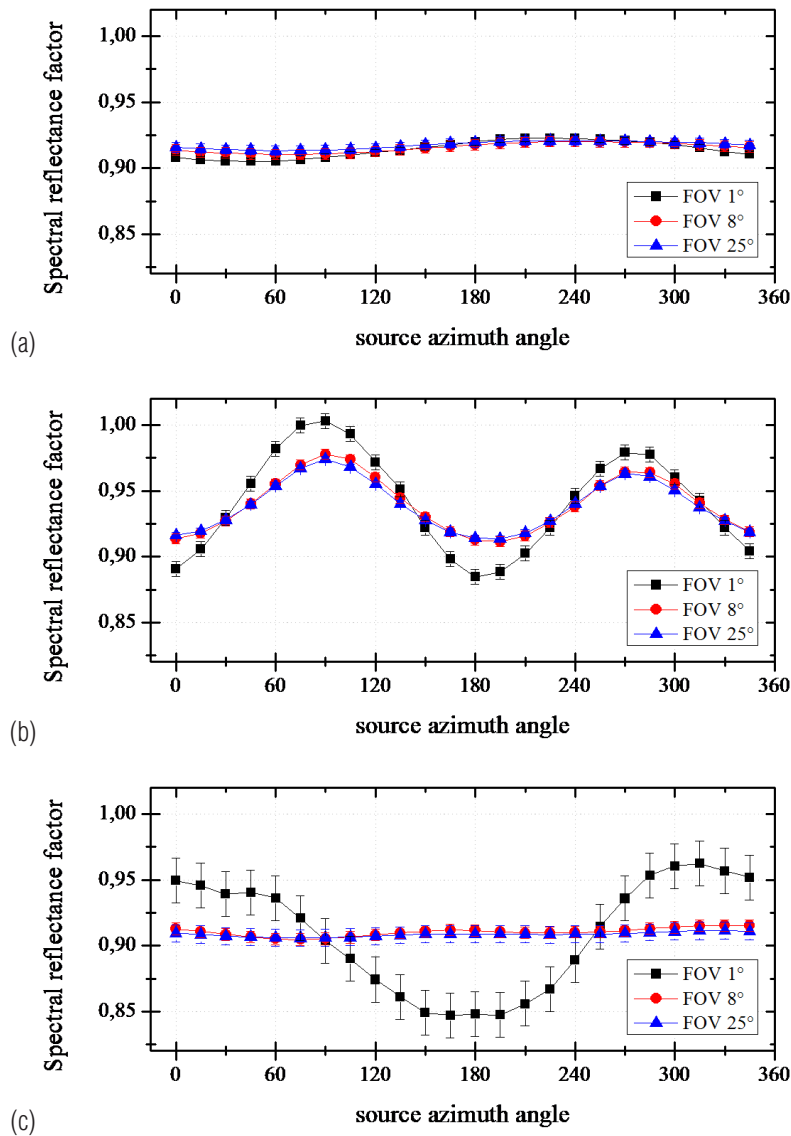 1,00
0,95
0,90
0,85
Spectral reflectance factor
FOV 1°
FOV 8°
FOV 25°
0 60 120 180 240 300 360
source azimuth angle
(a)
1,00
0,95
0,90
0,85
Spectral reflectance factor
FOV 1°
FOV 8°
FOV 25°
0 60 120 180 240 300 360
source azimuth angle
(b)
1,00
0,95
0,90
0,85
Spectral reflectance factor
FOV 1°
FOV 8°
FOV 25°
0 60 120 180 240 300 360
source azimuth angle
(c)